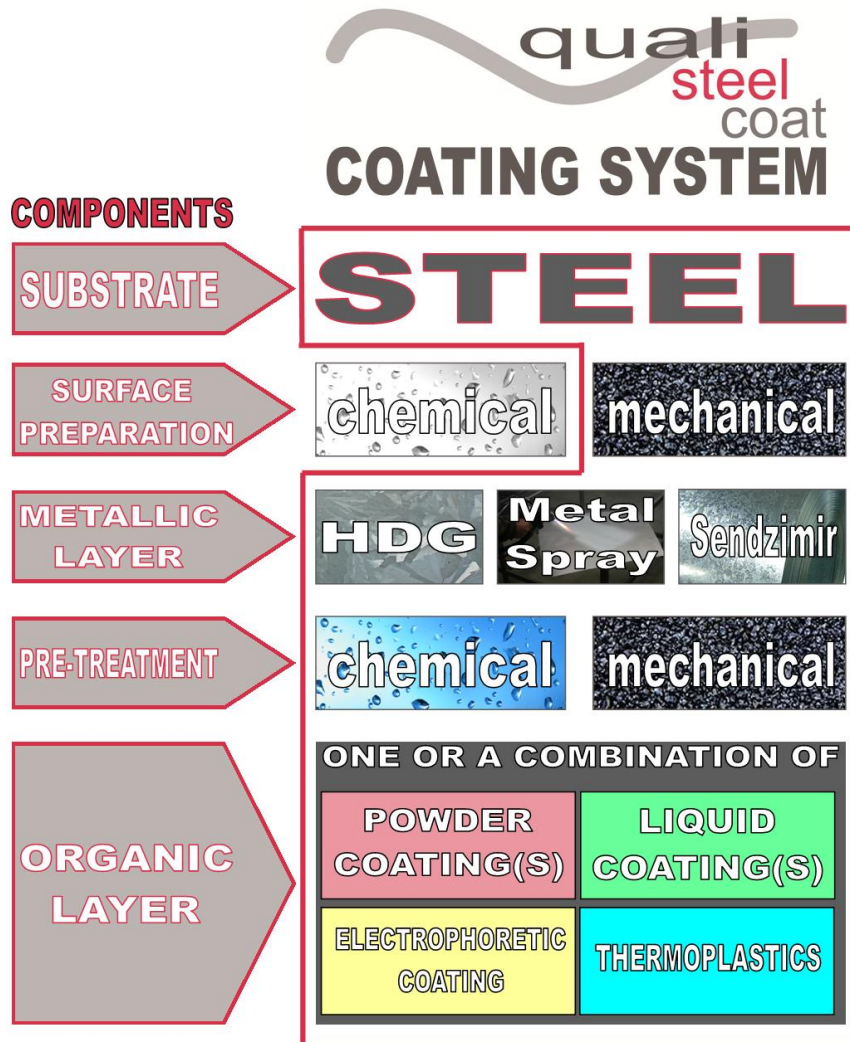 quali
steel
coat
COATING SYSTEM
COMPONENTS
SUBSTRATE
STEEL
SURFACE
PREPARATION
chemical
mechanical
METALLIC
LAYER
HDG
Metal
Spray
Sendzimir
PRE-TREATMENT
chemical
mechanical
ORGANIC
LAYER
ONE OR A COMBINATION OF
POWDER
COATING(S)
LIQUID
COATING(S)
ELECTROPHORETIC
COATING
THERMOPLASTICS